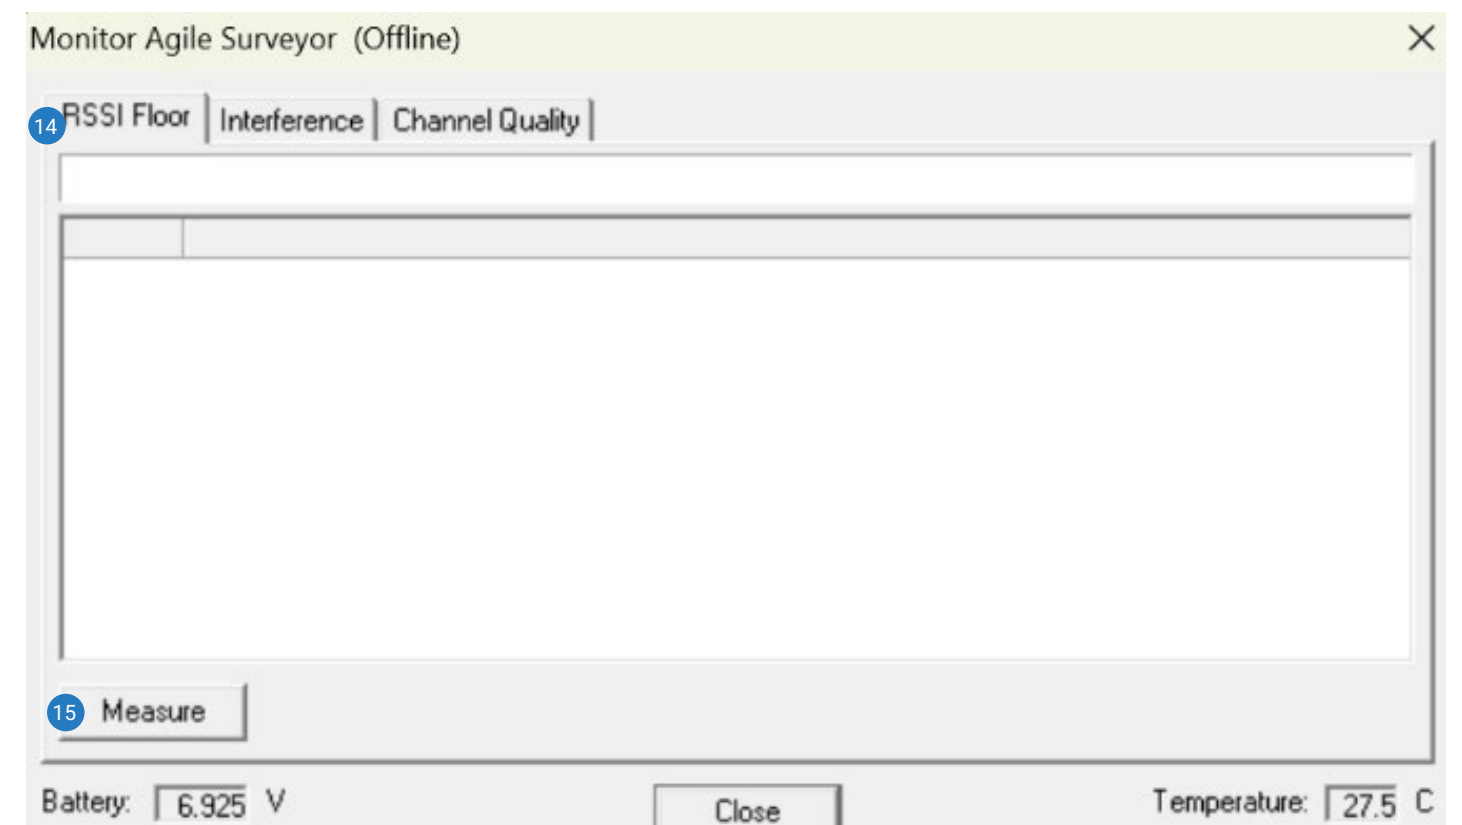 Monitor Agile Surveyor (Offline)
14 RSSI Floor Interference Channel Quality
15 Measure
Battery: 6.925 V Close Temperature: 27.5 C